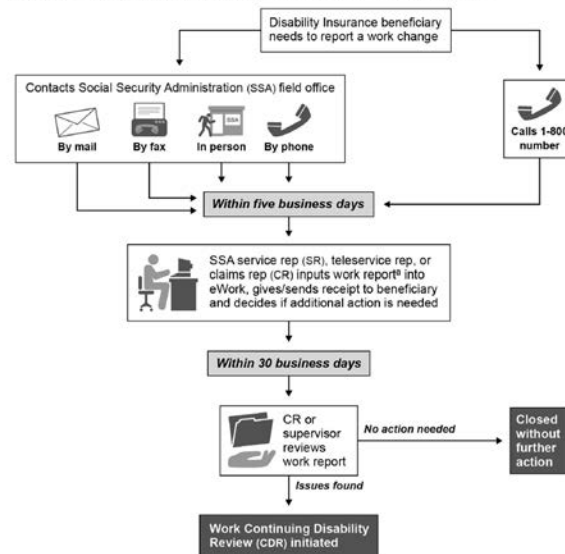 Disability Insurance beneficiary
needs to report a work change
Contacts Social Security Administration (SSA) field office
SSA
By mail
By fax
In person
By phone
Calls 1-800
number
Within five business days
SSA service rep (SR), teleservice rep, or
claims rep (CR) inputs work reportᵃ into
eWork, gives/sends receipt to beneficiary
and decides if additional action is needed
Within 30 business days
CR or
supervisor
reviews
work report
No action needed
Closed
without
further
action
Issues found
Work Continuing Disability
Review (CDR) initiated